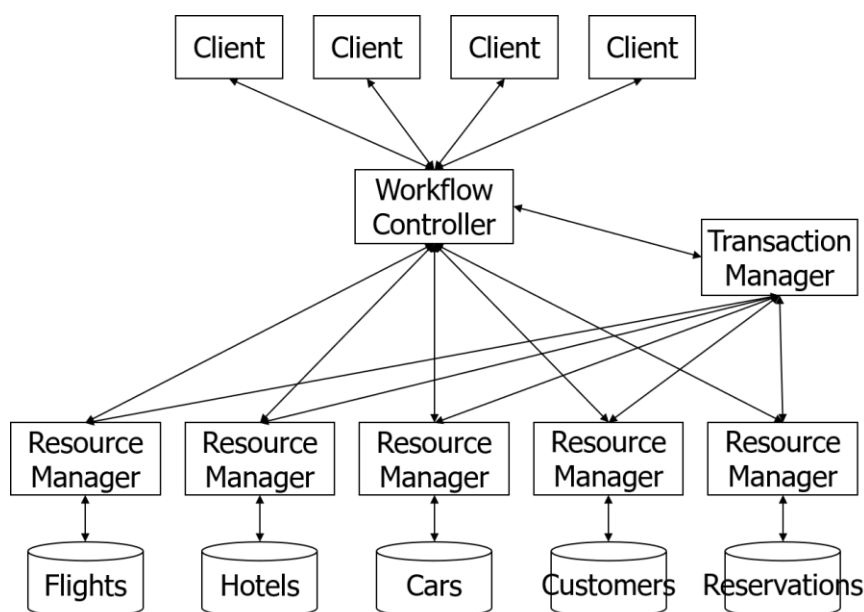 Client
Client
Client
Client
Workflow
Controller
Transaction
Manager
Resource
Manager
Resource
Manager
Resource
Manager
Resource
Manager
Resource
Manager
Flights
Hotels
Cars
Customers
Reservations